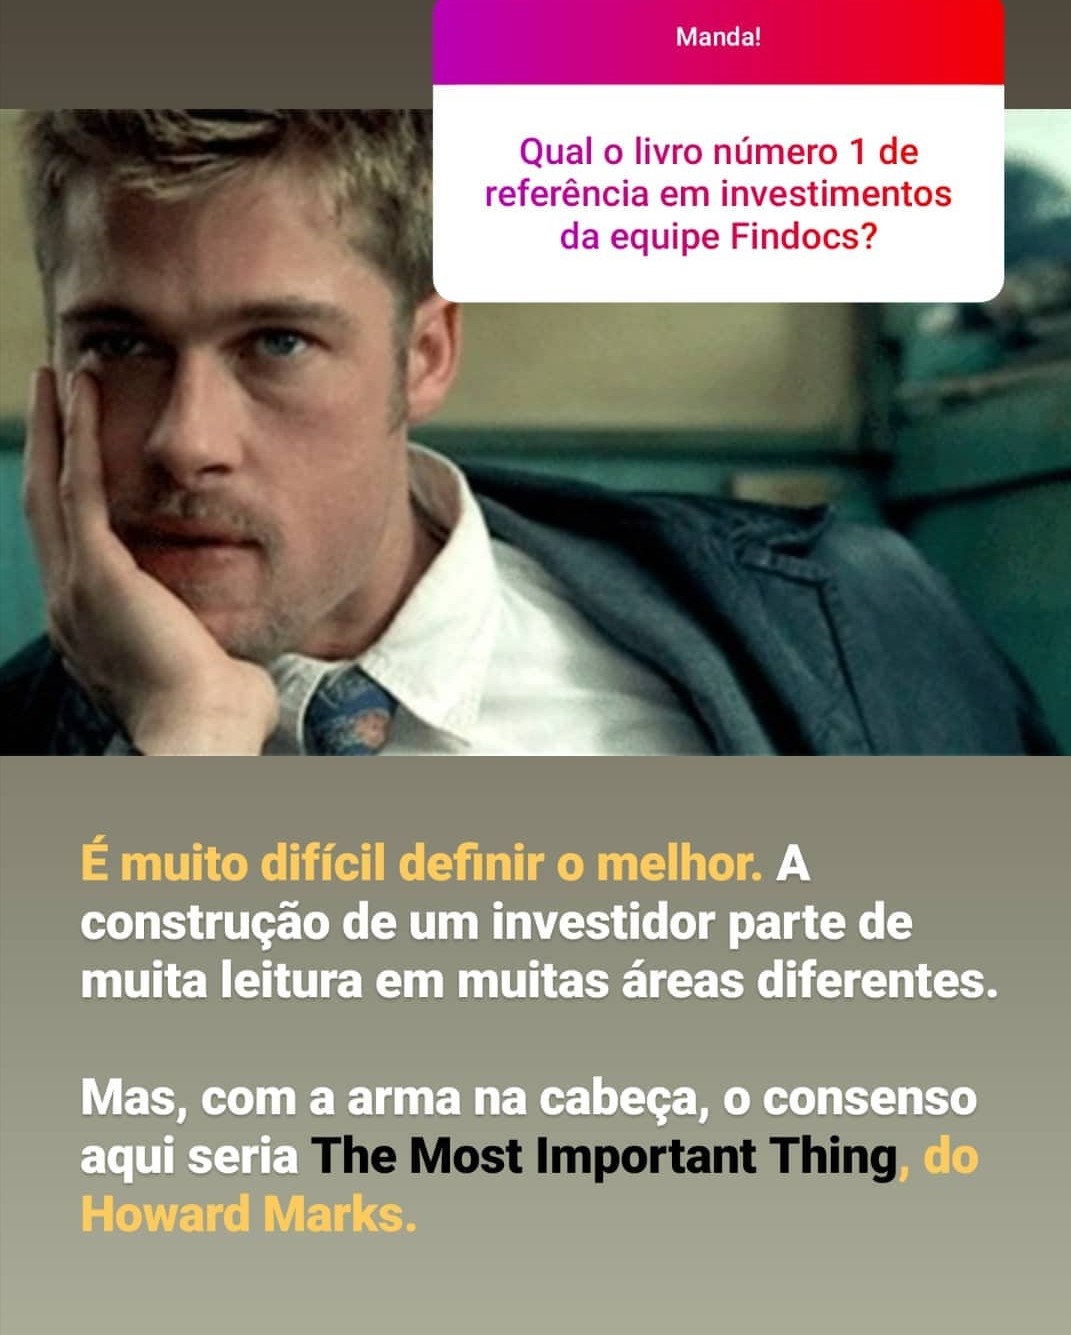 Manda!
Qual o livro número 1 de
referência em investimentos
da equipe Findocs?
É muito difícil definir o melhor. A
construção de um investidor parte de
muita leitura em muitas áreas diferentes.
Mas, com a arma na cabeça, o consenso
aqui seria The Most Important Thing, do
Howard Marks.